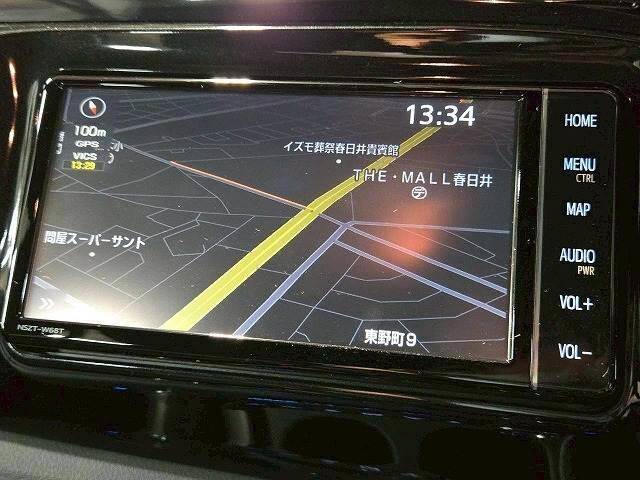 13:34
100m
GPS
VICS
13:29
イズモ葬祭春日井貴賓館
THE・MALL春日井
問屋スーパーサント
東野町9
NSZT-W68T
HOME
MENU
CTRL
MAP
AUDIO
PWR
VOL+
VOL-